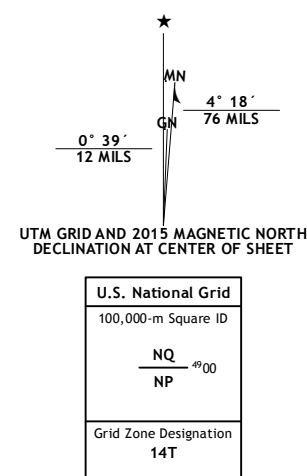 ★
MN
GN
4° 18´
76 MILS
0° 39´
12 MILS
UTM GRID AND 2015 MAGNETIC NORTH
DECLINATION AT CENTER OF SHEET
U.S. National Grid
100,000-m Square ID
NQ
4900
NP
Grid Zone Designation
14T